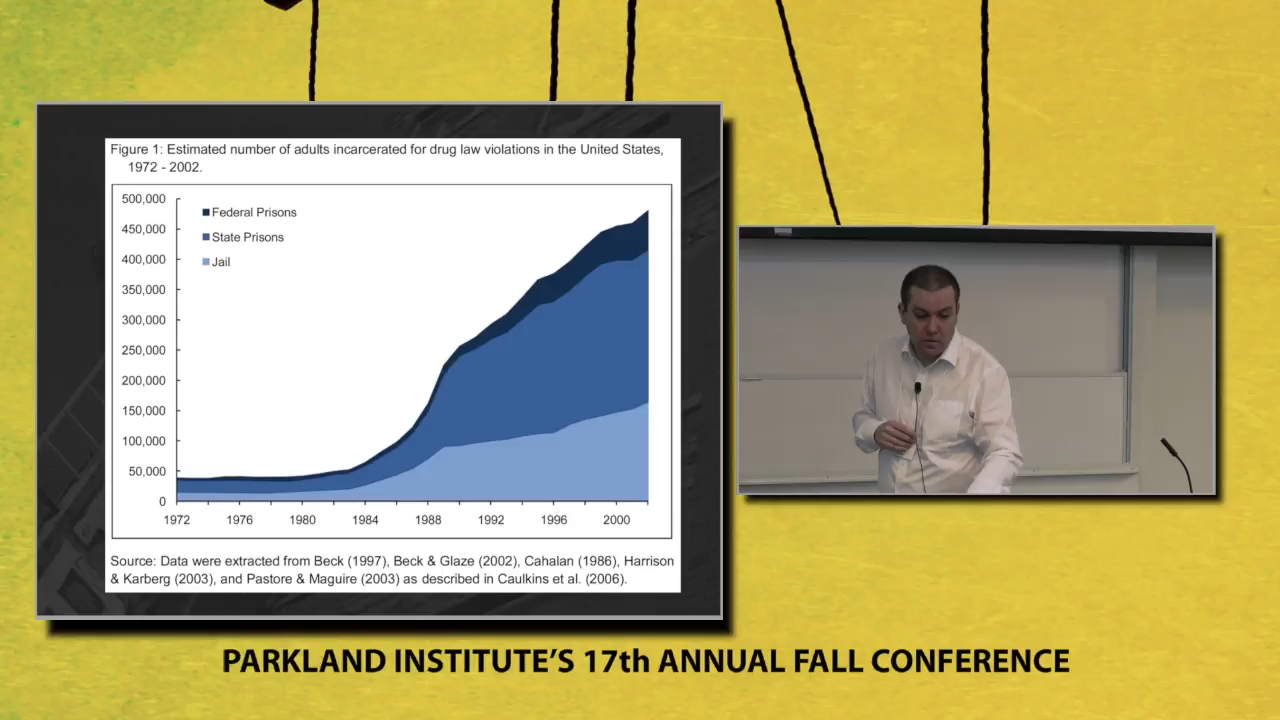 Figure 1: Estimated number of adults incarcerated for drug law violations in the United States,
1972 - 2002.
500,000
450,000
400,000
350,000
300,000
250,000
200,000
150,000
100,000
50,000
0
Federal Prisons
State Prisons
Jail
1972 1976 1980 1984 1988 1992 1996 2000
Source: Data were extracted from Beck (1997), Beck & Glaze (2002), Cahalan (1986), Harrison
& Karberg (2003), and Pastore & Maguire (2003) as described in Caulkins et al. (2006).
PARKLAND INSTITUTE'S 17th ANNUAL FALL CONFERENCE